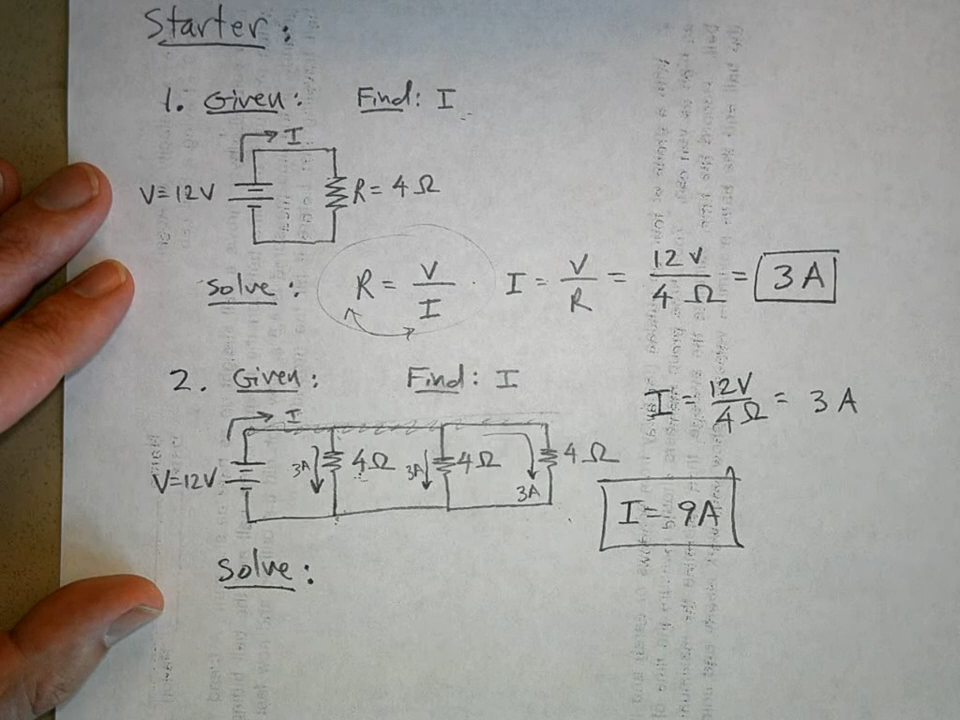 Starter:
1. Given: Find: I
I
V=12V R=4Ω
Solve: R = V/I I = V/R = 12V/4Ω = 3A
2. Given: Find: I
I = 12V/4Ω = 3A
I
V=12V 3A 4Ω 3A 4Ω 3A 4Ω
I = 9A
Solve: